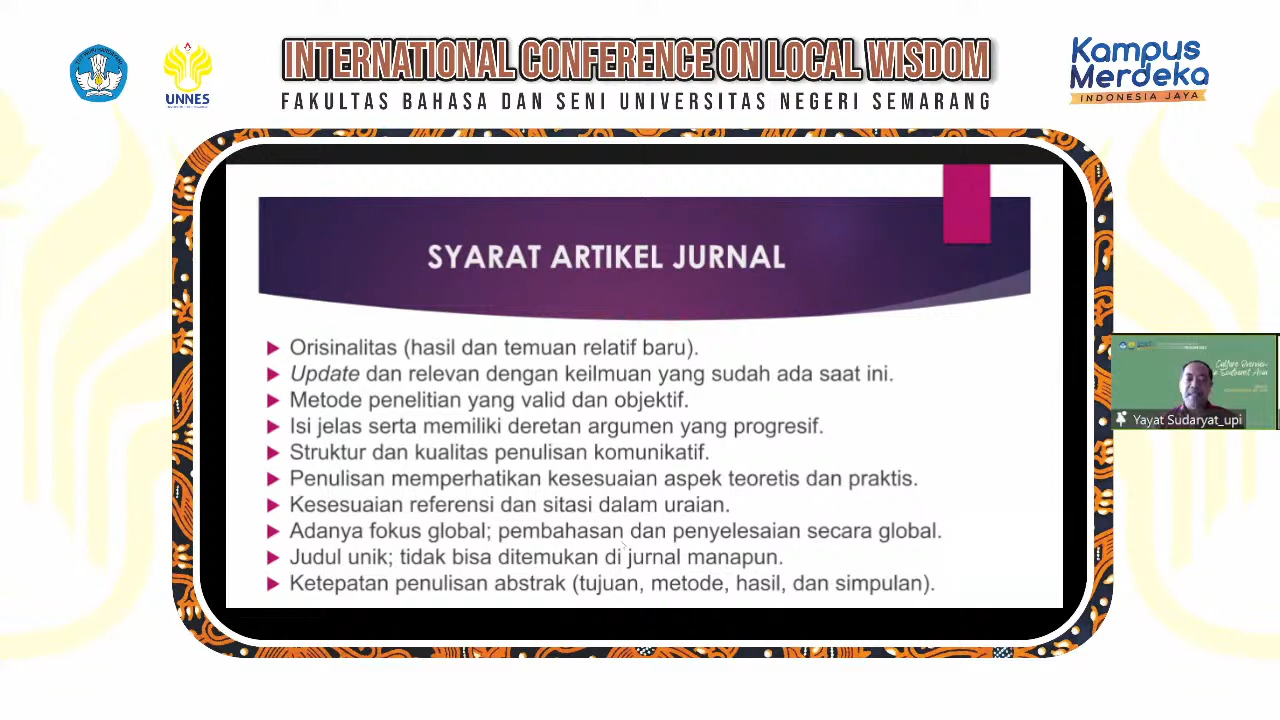 INTERNATIONAL CONFERENCE ON LOCAL WISDOM
FAKULTAS BAHASA DAN SENI UNIVERSITAS NEGERI SEMARANG
UNNES
Kampus
Merdeka
INDONESIA JAYA
SYARAT ARTIKEL JURNAL
Orisinalitas (hasil dan temuan relatif baru).
Update dan relevan dengan keilmuan yang sudah ada saat ini.
Metode penelitian yang valid dan objektif.
Isi jelas serta memiliki deretan argumen yang progresif.
Struktur dan kualitas penulisan komunikatif.
Penulisan memperhatikan kesesuaian aspek teoretis dan praktis.
Kesesuaian referensi dan sitasi dalam uraian.
Adanya fokus global; pembahasan dan penyelesaian secara global.
Judul unik; tidak bisa ditemukan di jurnal manapun.
Ketepatan penulisan abstrak (tujuan, metode, hasil, dan simpulan).
Yayat Sudaryat_upi